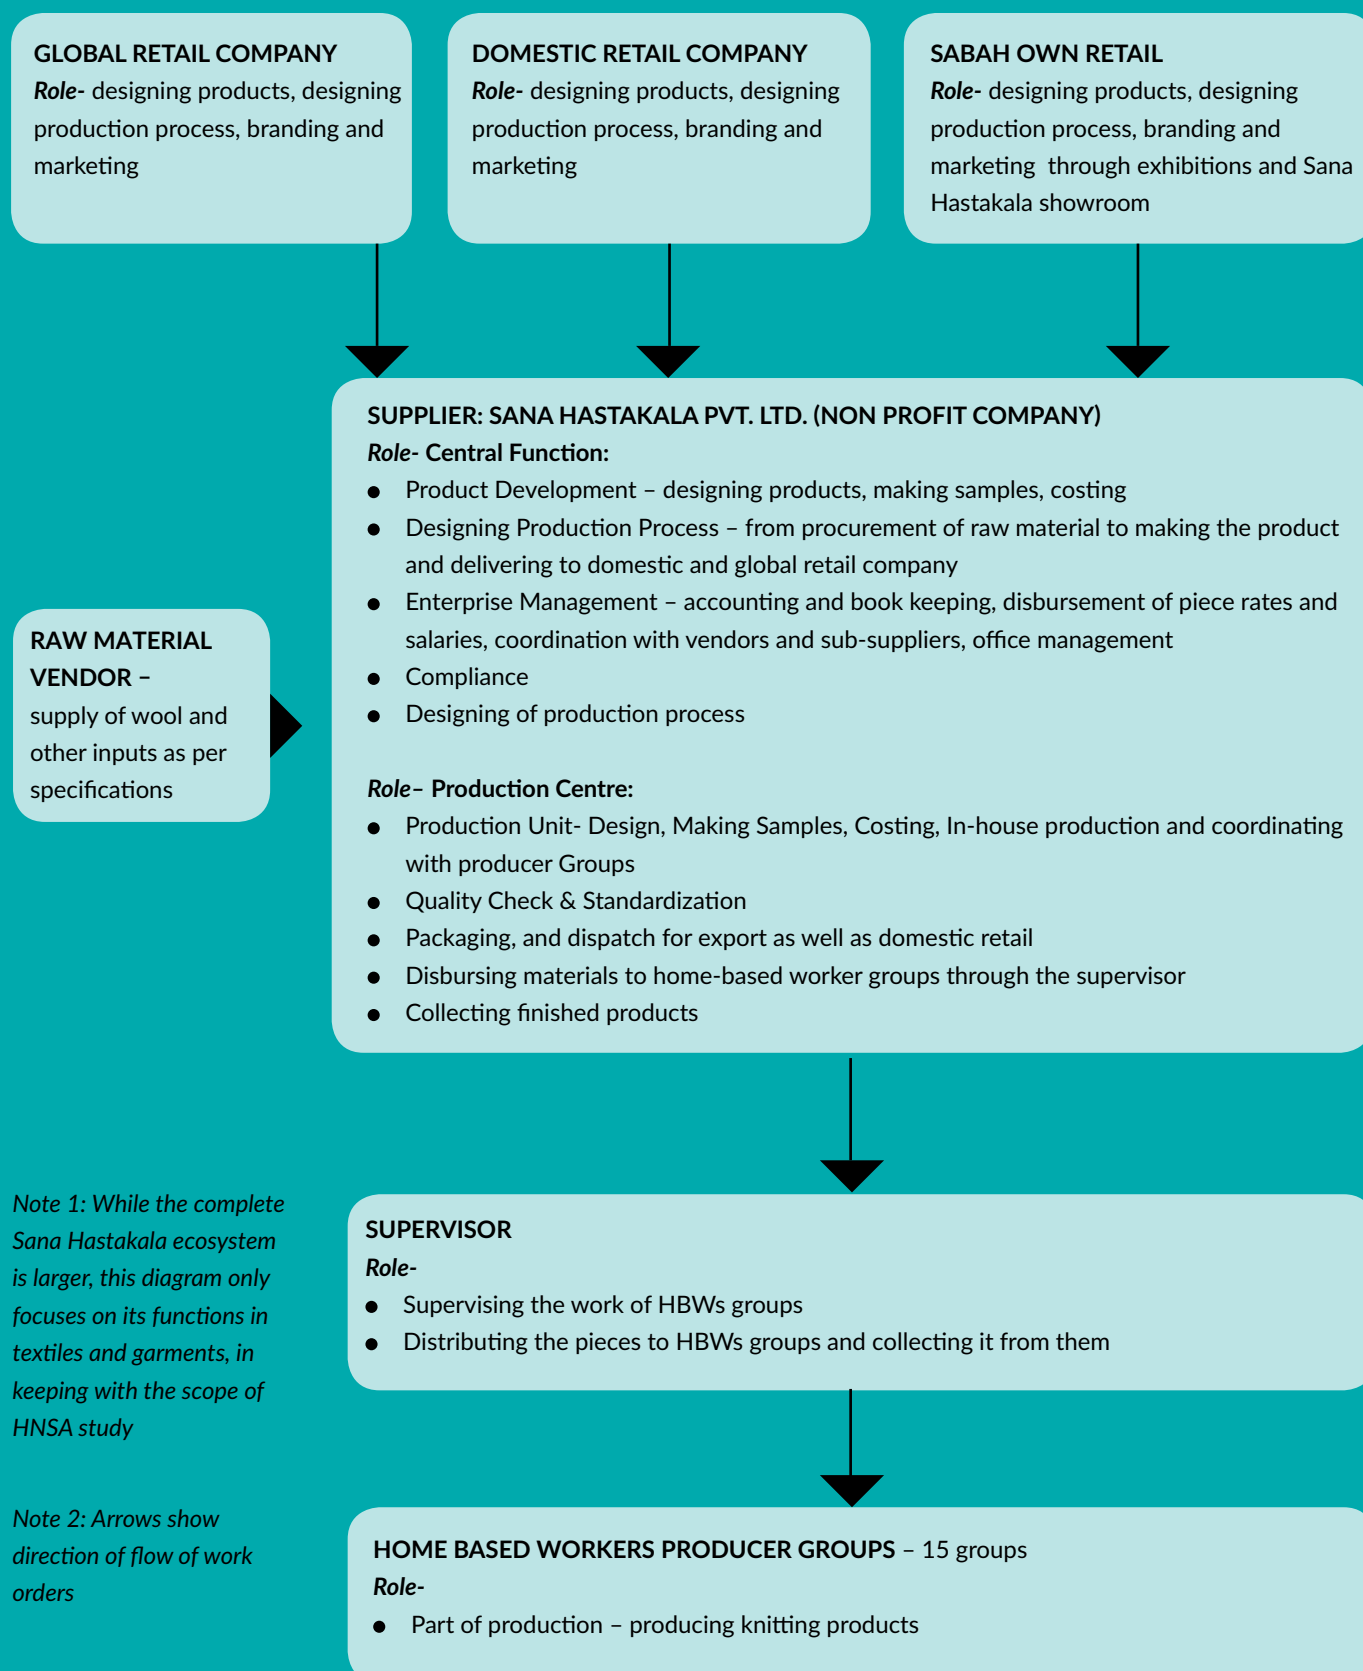 GLOBAL RETAIL COMPANY
Role- designing products, designing
production process, branding and
marketing
DOMESTIC RETAIL COMPANY
Role- designing products, designing
production process, branding and
marketing
SABAH OWN RETAIL
Role- designing products, designing
production process, branding and
marketing through exhibitions and Sana
Hastakala showroom
SUPPLIER: SANA HASTAKALA PVT. LTD. (NON PROFIT COMPANY)
Role- Central Function:
● Product Development – designing products, making samples, costing
● Designing Production Process – from procurement of raw material to making the product
and delivering to domestic and global retail company
● Enterprise Management – accounting and book keeping, disbursement of piece rates and
salaries, coordination with vendors and sub-suppliers, office management
● Compliance
● Designing of production process
Role– Production Centre:
● Production Unit- Design, Making Samples, Costing, In-house production and coordinating
with producer Groups
● Quality Check & Standardization
● Packaging, and dispatch for export as well as domestic retail
● Disbursing materials to home-based worker groups through the supervisor
● Collecting finished products
RAW MATERIAL
VENDOR –
supply of wool and
other inputs as per
specifications
SUPERVISOR
Role-
● Supervising the work of HBWs groups
● Distributing the pieces to HBWs groups and collecting it from them
Note 1: While the complete
Sana Hastakala ecosystem
is larger, this diagram only
focuses on its functions in
textiles and garments, in
keeping with the scope of
HNSA study
Note 2: Arrows show
direction of flow of work
orders
HOME BASED WORKERS PRODUCER GROUPS – 15 groups
Role-
● Part of production – producing knitting products